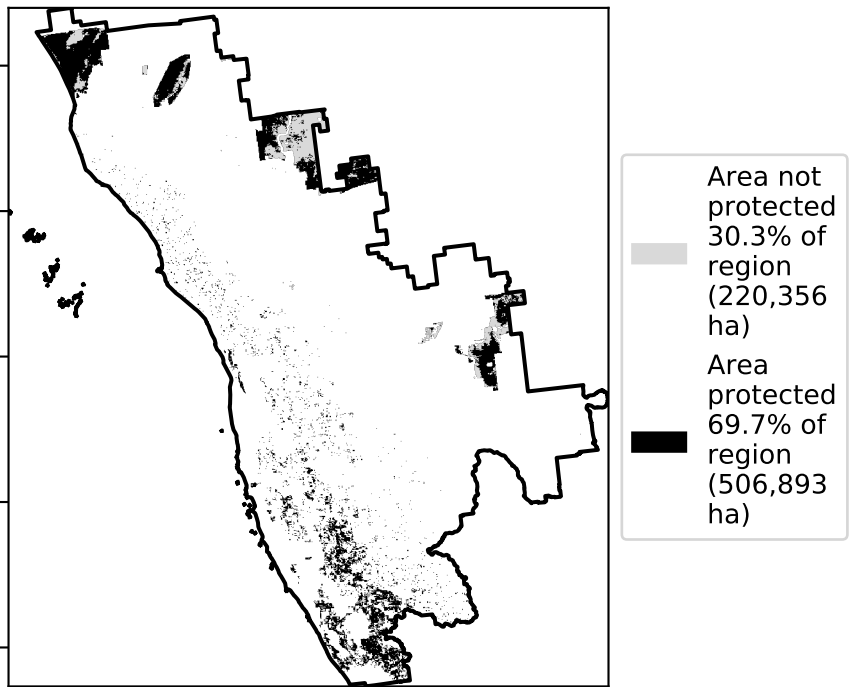 Area not
protected
30.3% of
region
(220,356
ha)
Area
protected
69.7% of
region
(506,893
ha)